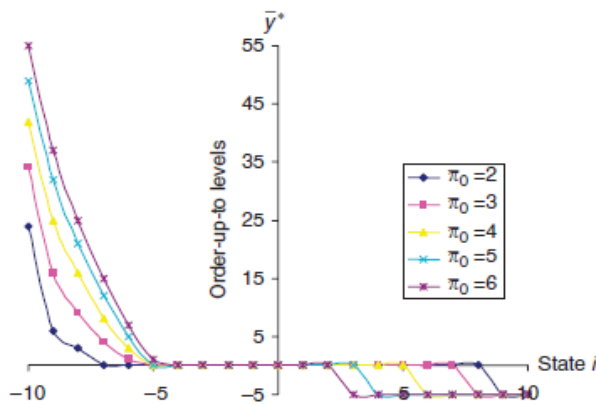 ȳ*
55
45
35
25
15
5
−5
Order-up-to levels
π0 =2
π0 =3
π0 =4
π0 =5
π0 =6
State i
−10
−5
5
10